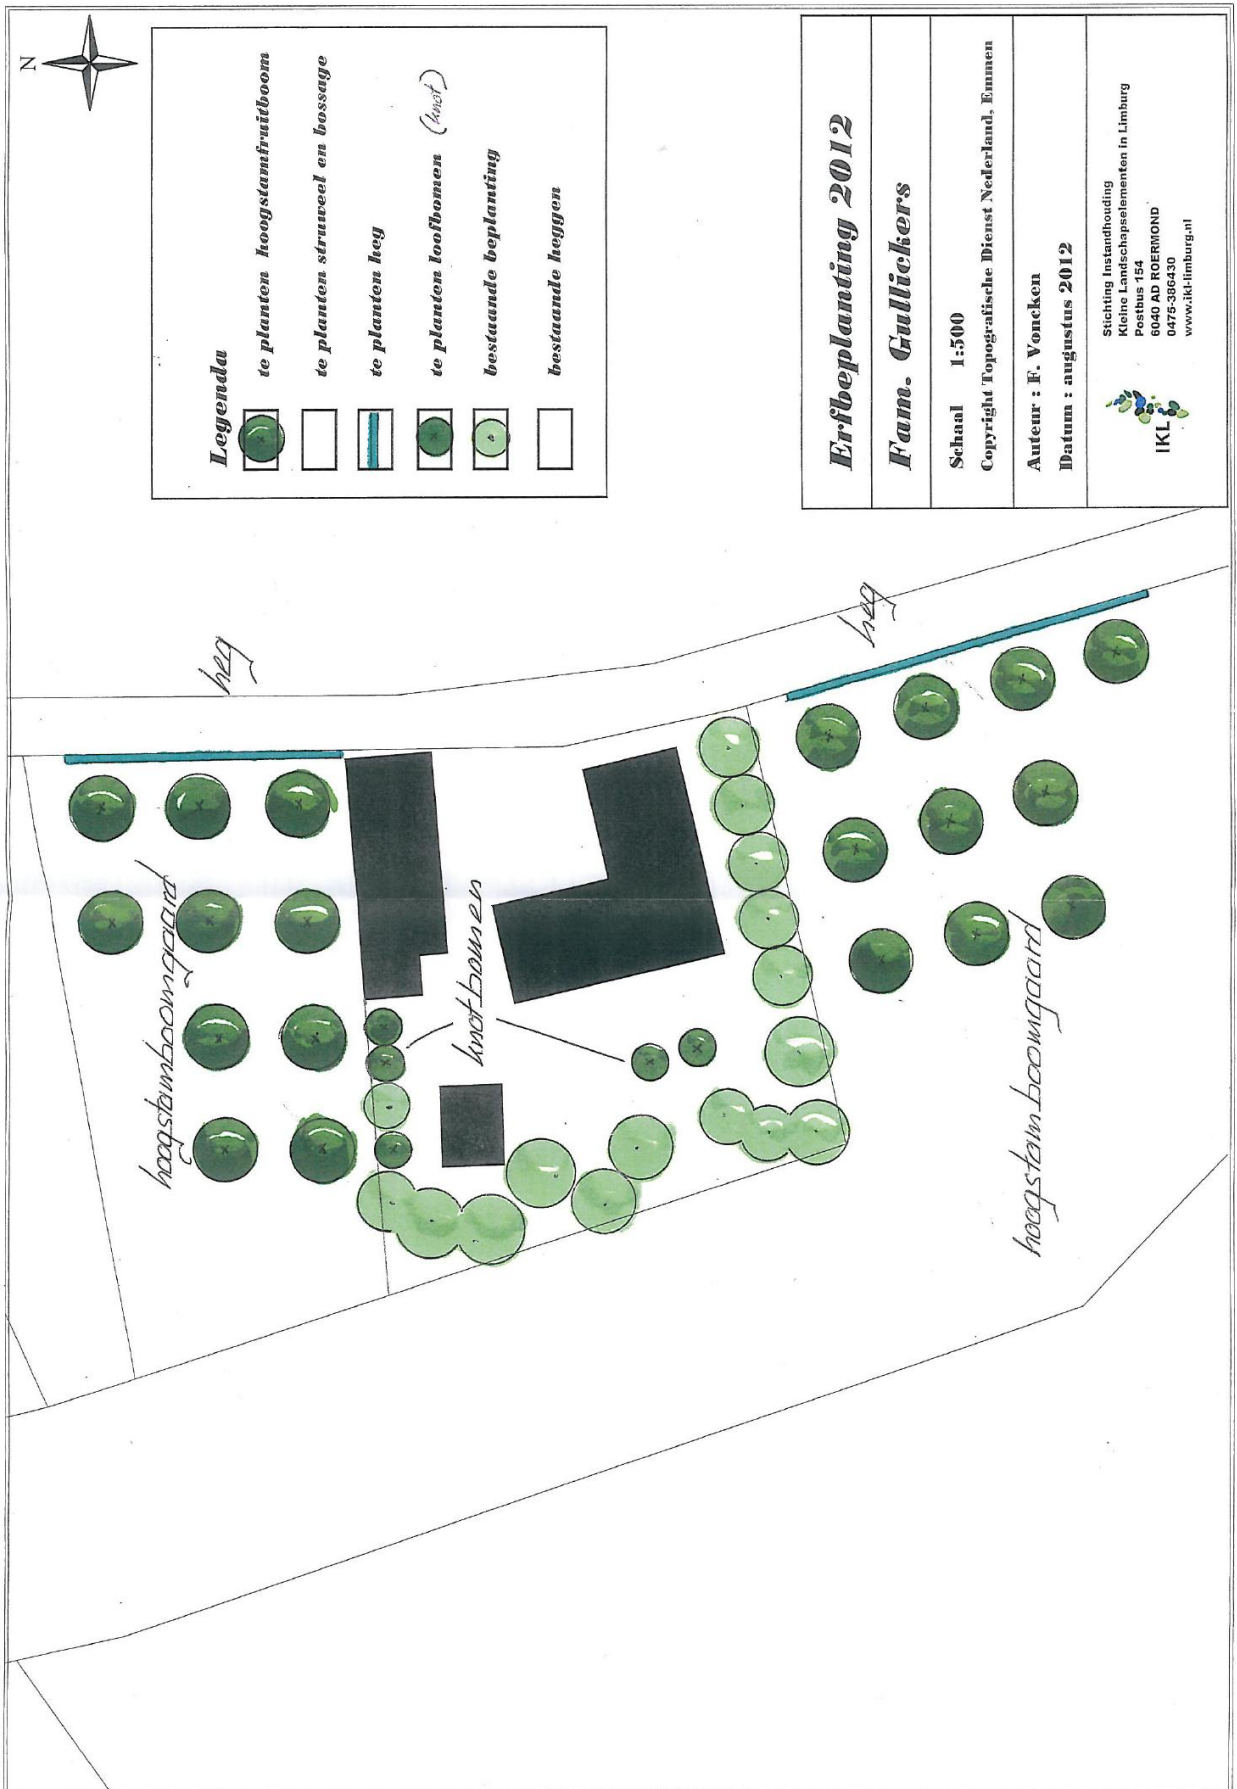 N
Legenda
te planten hoogstamfruitboom
te planten struweel en bossage
te planten heg
te planten loofbomen (knot)
bestaande beplanting
bestaande heggen
Erfbeplanting 2012
Fam. Gullickers
Schaal 1:500
Copyright Topografische Dienst Nederland, Emmen
Auteur : F. Voncken
Datum : augustus 2012
IKL
Stichting Instandhouding
Kleine Landschapselementen in Limburg
Postbus 154
6040 AD ROERMOND
0475-386430
www.ikl-limburg.nl
heg
heg
hoogstamboomgaard
knotbomen
hoogstamboomgaard